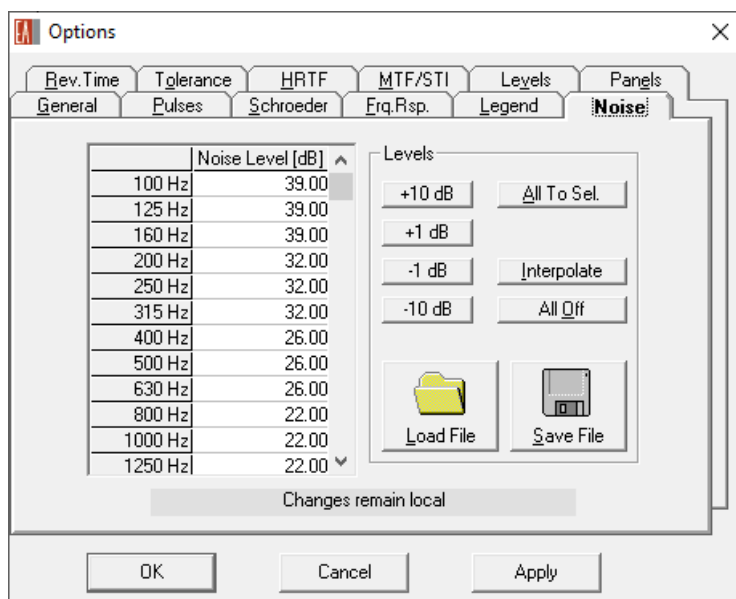 EA Options
Rev.Time Tolerance HRTF MTF/STI Levels Panels
General Pulses Schroeder Frq.Rsp. Legend Noise
Noise Level [dB]
100 Hz 39.00
125 Hz 39.00
160 Hz 39.00
200 Hz 32.00
250 Hz 32.00
315 Hz 32.00
400 Hz 26.00
500 Hz 26.00
630 Hz 26.00
800 Hz 22.00
1000 Hz 22.00
1250 Hz 22.00
Levels
+10 dB All To Sel.
+1 dB
-1 dB Interpolate
-10 dB All Off
Load File Save File
Changes remain local
OK Cancel Apply